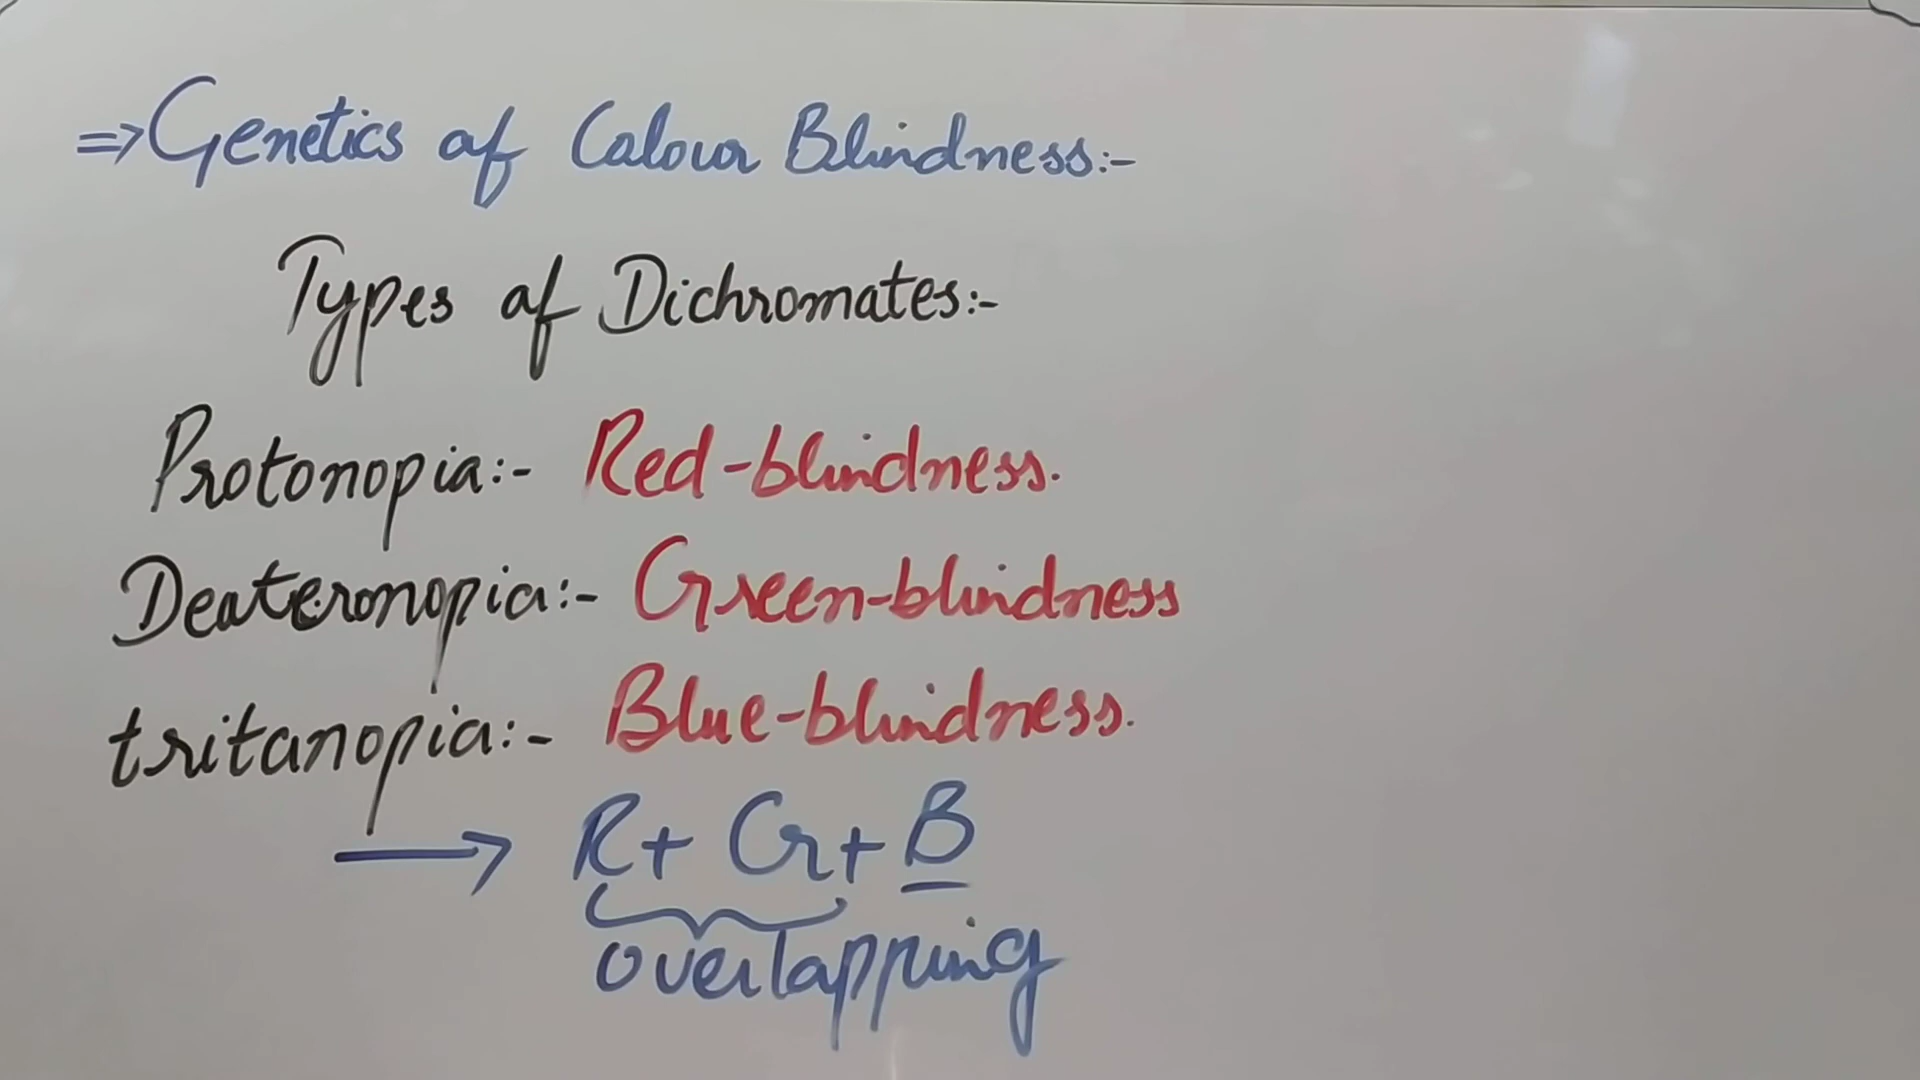 ⇒ Genetics of Colour Blindness:-
Types of Dichromates:-
Protonopia:- Red-blindness.
Deuteronopia:- Green-blindness
tritanopia:- Blue-blindness.
→ R + G + B
overlapping